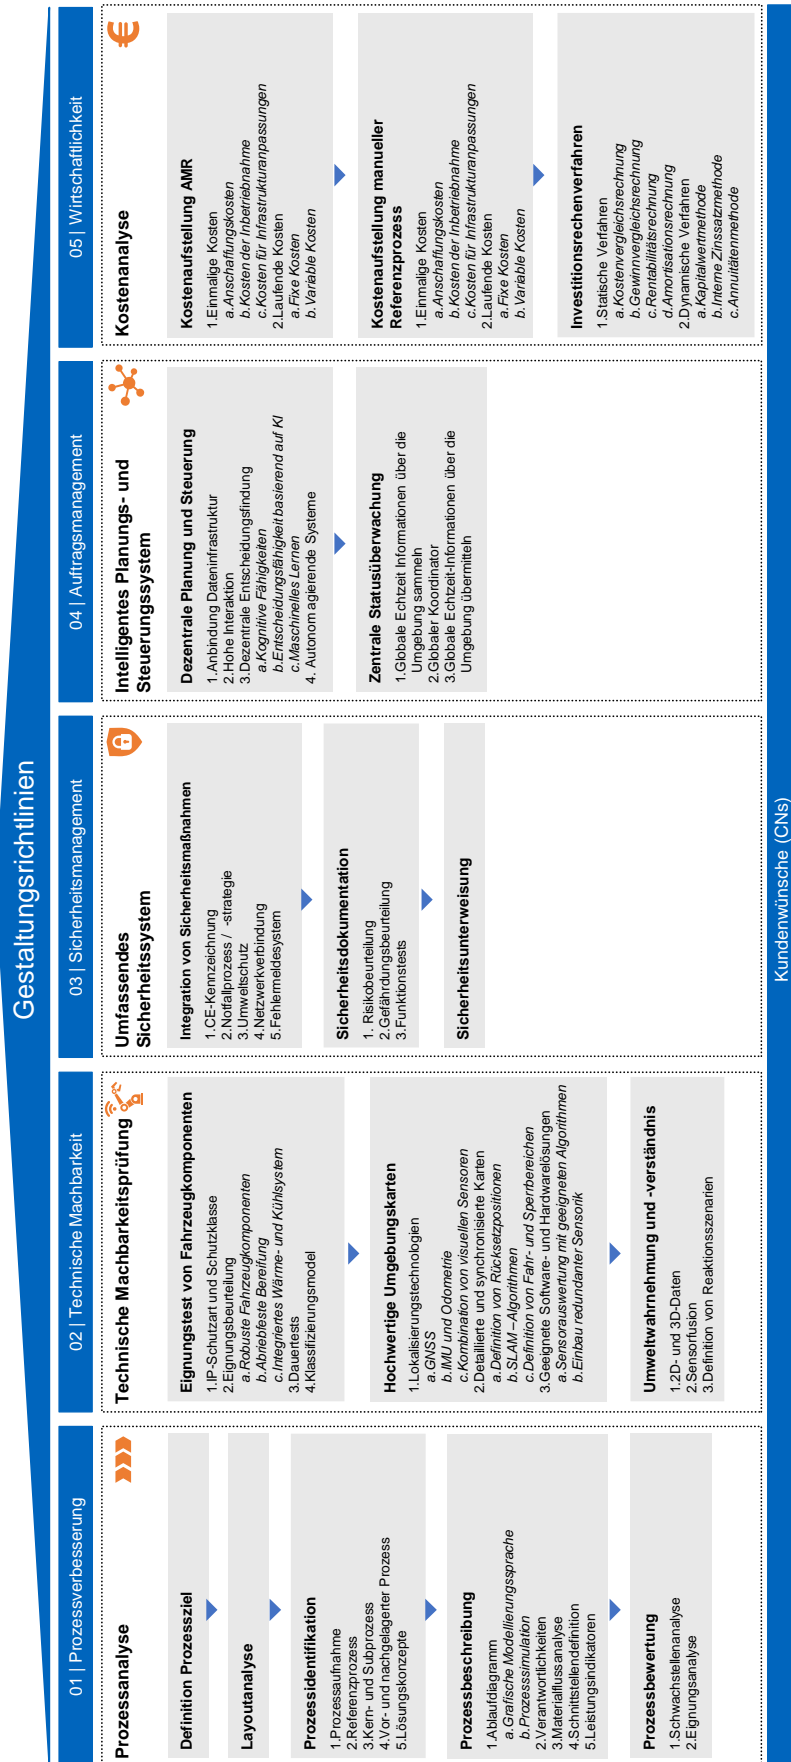 Gestaltungsrichtlinien
01 | Prozessverbesserung
Prozessanalyse
Definition Prozessziel
Layoutanalyse
Prozessidentifikation
1.Prozessaufnahme
2.Referenzprozess
3.Kern- und Subprozess
4.Vor- und nachgelagerter Prozess
5.Lösungskonzepte
Prozessbeschreibung
1.Ablaufdiagramm
a.Grafische Modellierungssprache
b.Prozesssimulation
2.Verantwortlichkeiten
3.Materialflussanalyse
4.Schnittstellendefinition
5.Leistungsindikatoren
Prozessbewertung
1.Schwachstellenanalyse
2.Eignungsanalyse
02 | Technische Machbarkeit
Technische Machbarkeitsprüfung
Eignungstest von Fahrzeugkomponenten
1.IP-Schutzart und Schutzklasse
2.Eignungsbeurteilung
a.Robuste Fahrzeugkomponenten
b.Abriebfeste Bereifung
c.Integriertes Wärme- und Kühlsystem
3.Dauertests
4.Klassifizierungsmodel
Hochwertige Umgebungskarten
1.Lokalisierungstechnologien
a.GNSS
b.IMU und Odometrie
c.Kombination von visuellen Sensoren
2.Detaillierte und synchronisierte Karten
a.Definition von Rücksetzpositionen
b.SLAM – Algorithmen
c.Definition von Fahr- und Sperrbereichen
3.Geeignete Software- und Hardwarelösungen
a.Sensorauswertung mit geeigneten Algorithmen
b.Einbau redundanter Sensorik
Umweltwahrnehmung und -verständnis
1.2D- und 3D-Daten
2.Sensorfusion
3.Definition von Reaktionsszenarien
03 | Sicherheitsmanagement
Umfassendes
Sicherheitssystem
Integration von Sicherheitsmaßnahmen
1.CE-Kennzeichnung
2.Notfallprozess / -strategie
3.Umweltschutz
4.Netzwerkverbindung
5.Fehlermeldesystem
Sicherheitsdokumentation
1. Risikobeurteilung
2.Gefährdungsbeurteilung
3.Funktionstests
Sicherheitsunterweisung
04 | Auftragsmanagement
Intelligentes Planungs- und
Steuerungssystem
Dezentrale Planung und Steuerung
1.Anbindung Dateninfrastruktur
2.Hohe Interaktion
3.Dezentrale Entscheidungsfindung
a.Kognitive Fähigkeiten
b.Entscheidungsfähigkeit basierend auf KI
c.Maschinelles Lernen
4. Autonom agierende Systeme
Zentrale Statusüberwachung
1.Globale Echtzeit Informationen über die
Umgebung sammeln
2.Globaler Koordinator
3.Globale Echtzeit-Informationen über die
Umgebung übermitteln
05 | Wirtschaftlichkeit
Kostenanalyse
€
Kostenaufstellung AMR
1.Einmalige Kosten
a.Anschaffungskosten
b.Kosten der Inbetriebnahme
c.Kosten für Infrastrukturanpassungen
2.Laufende Kosten
a.Fixe Kosten
b.Variable Kosten
Kostenaufstellung manueller
Referenzprozess
1.Einmalige Kosten
a.Anschaffungskosten
b.Kosten der Inbetriebnahme
c.Kosten für Infrastrukturanpassungen
2.Laufende Kosten
a.Fixe Kosten
b.Variable Kosten
Investitionsrechenverfahren
1.Statische Verfahren
a.Kostenvergleichsrechnung
b.Gewinnvergleichsrechnung
c.Rentabilitätsrechnung
d.Amortisationsrechnung
2.Dynamische Verfahren
a.Kapitalwertmethode
b.Interne Zinssatzmethode
c.Annuitätenmethode
Kundenwünsche (CNs)